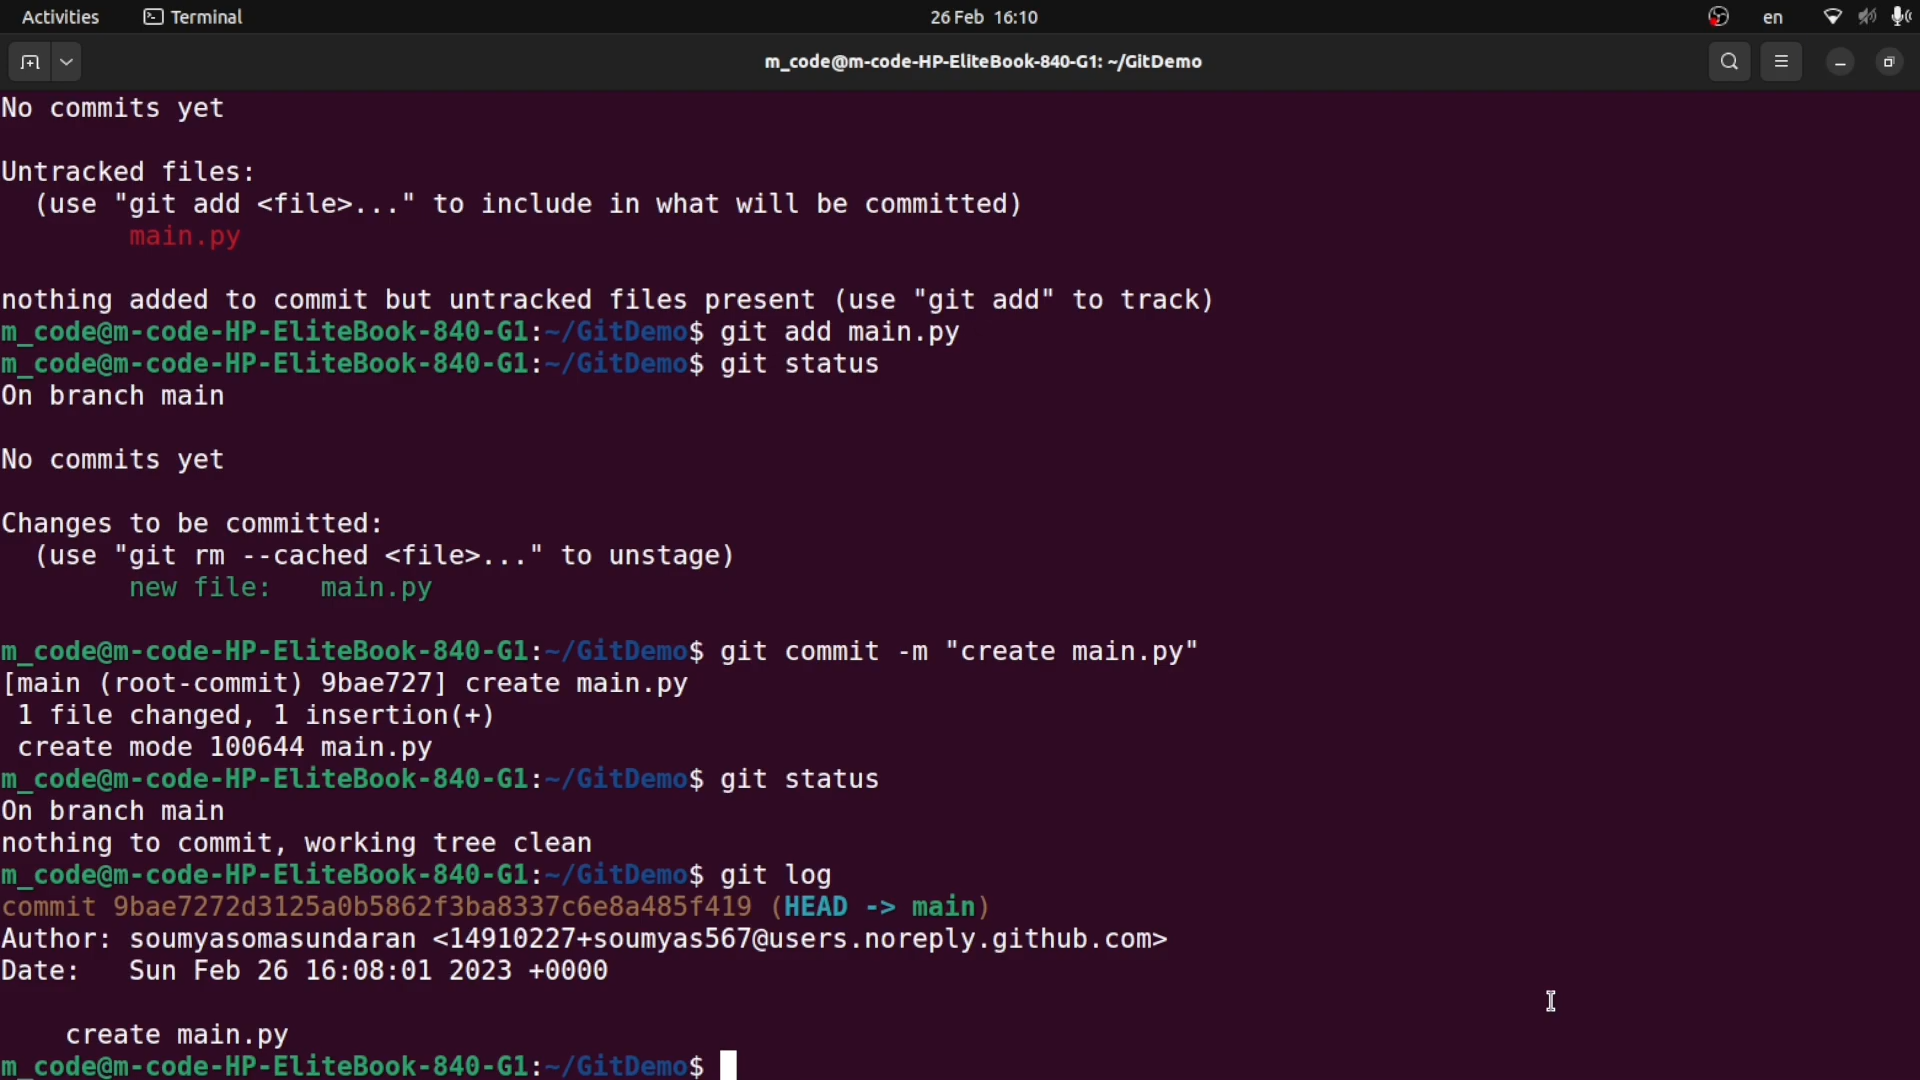 Activities Terminal 26 Feb 16:10 en
m_code@m-code-HP-EliteBook-840-G1: ~/GitDemo
No commits yet
Untracked files:
  (use "git add <file>..." to include in what will be committed)
        main.py
nothing added to commit but untracked files present (use "git add" to track)
m_code@m-code-HP-EliteBook-840-G1:~/GitDemo$ git add main.py
m_code@m-code-HP-EliteBook-840-G1:~/GitDemo$ git status
On branch main
No commits yet
Changes to be committed:
  (use "git rm --cached <file>..." to unstage)
        new file:   main.py
m_code@m-code-HP-EliteBook-840-G1:~/GitDemo$ git commit -m "create main.py"
[main (root-commit) 9bae727] create main.py
 1 file changed, 1 insertion(+)
 create mode 100644 main.py
m_code@m-code-HP-EliteBook-840-G1:~/GitDemo$ git status
On branch main
nothing to commit, working tree clean
m_code@m-code-HP-EliteBook-840-G1:~/GitDemo$ git log
commit 9bae7272d3125a0b5862f3ba8337c6e8a485f419 (HEAD -> main)
Author: soumyasomasundaran <14910227+soumyas567@users.noreply.github.com>
Date:   Sun Feb 26 16:08:01 2023 +0000
    create main.py
m_code@m-code-HP-EliteBook-840-G1:~/GitDemo$